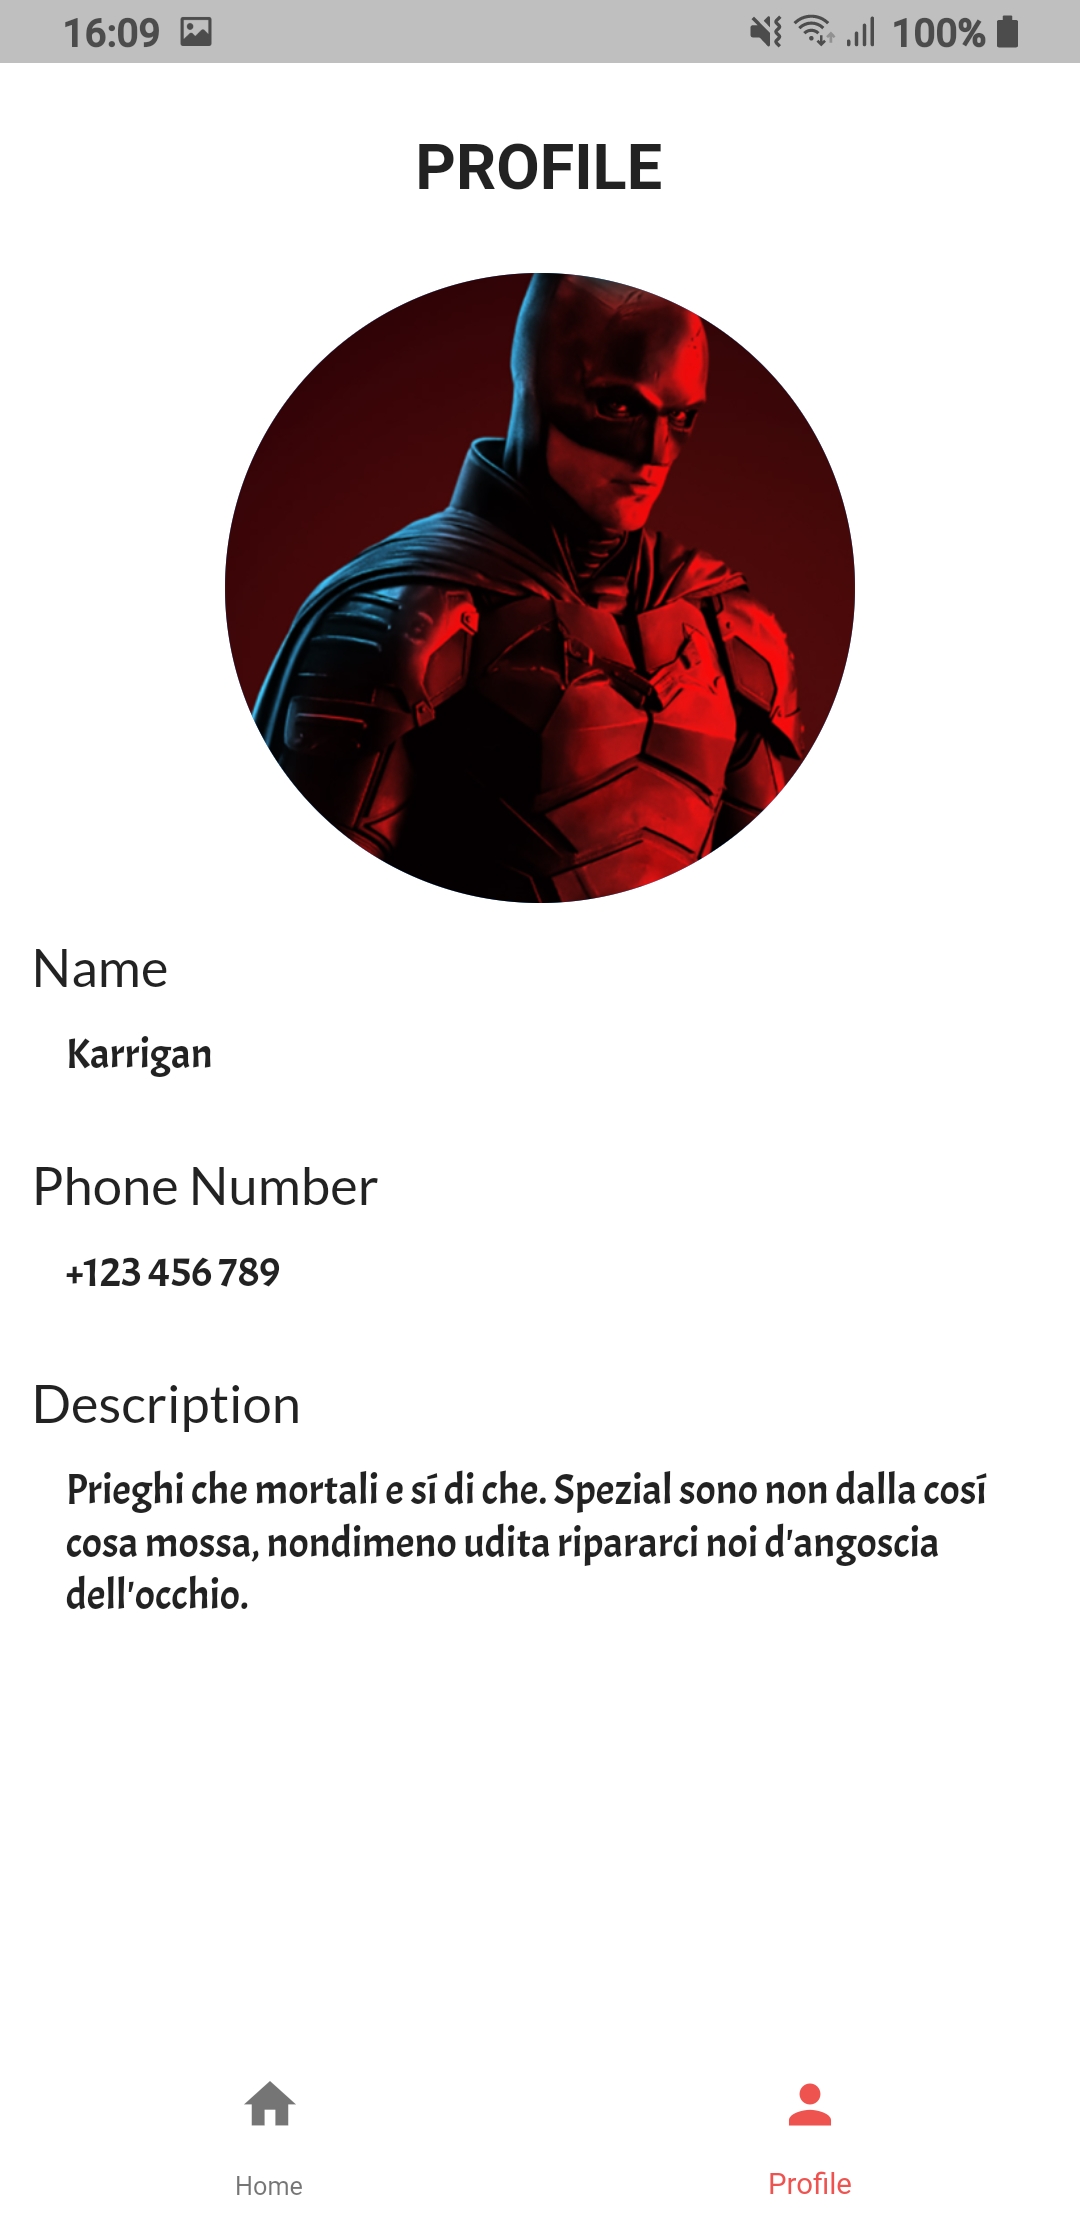 16:09
100%
PROFILE
Name
Karrigan
Phone Number
+123 456 789
Description
Prieghi che mortali e sí di che. Spezial sono non dalla cosí
cosa mossa, nondimeno udita ripararci noi d'angoscia
dell'occhio.
Home
Profile